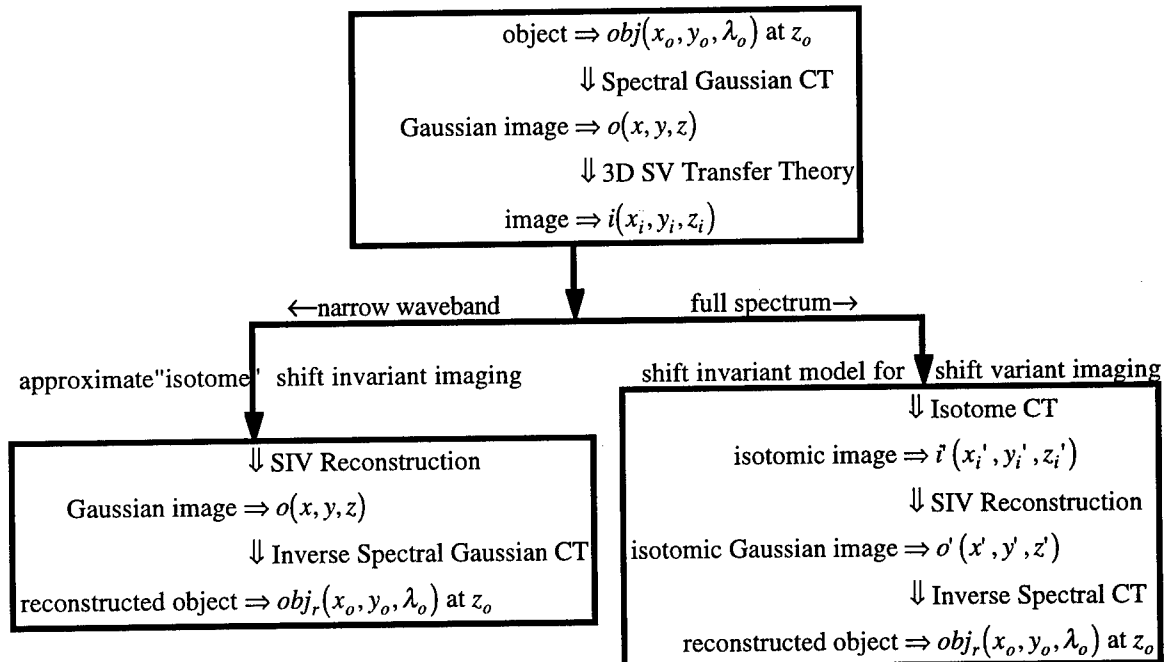 object ⇒ obj(x_o, y_o, λ_o) at z_o
⇓ Spectral Gaussian CT
Gaussian image ⇒ o(x, y, z)
⇓ 3D SV Transfer Theory
image ⇒ i(x_i, y_i, z_i)
←narrow waveband
full spectrum→
approximate"isotome" shift invariant imaging
shift invariant model for shift variant imaging
⇓ SIV Reconstruction
Gaussian image ⇒ o(x, y, z)
⇓ Inverse Spectral Gaussian CT
reconstructed object ⇒ obj_r(x_o, y_o, λ_o) at z_o
⇓ Isotome CT
isotomic image ⇒ i'(x_i', y_i', z_i')
⇓ SIV Reconstruction
isotomic Gaussian image ⇒ o'(x', y', z')
⇓ Inverse Spectral CT
reconstructed object ⇒ obj_r(x_o, y_o, λ_o) at z_o